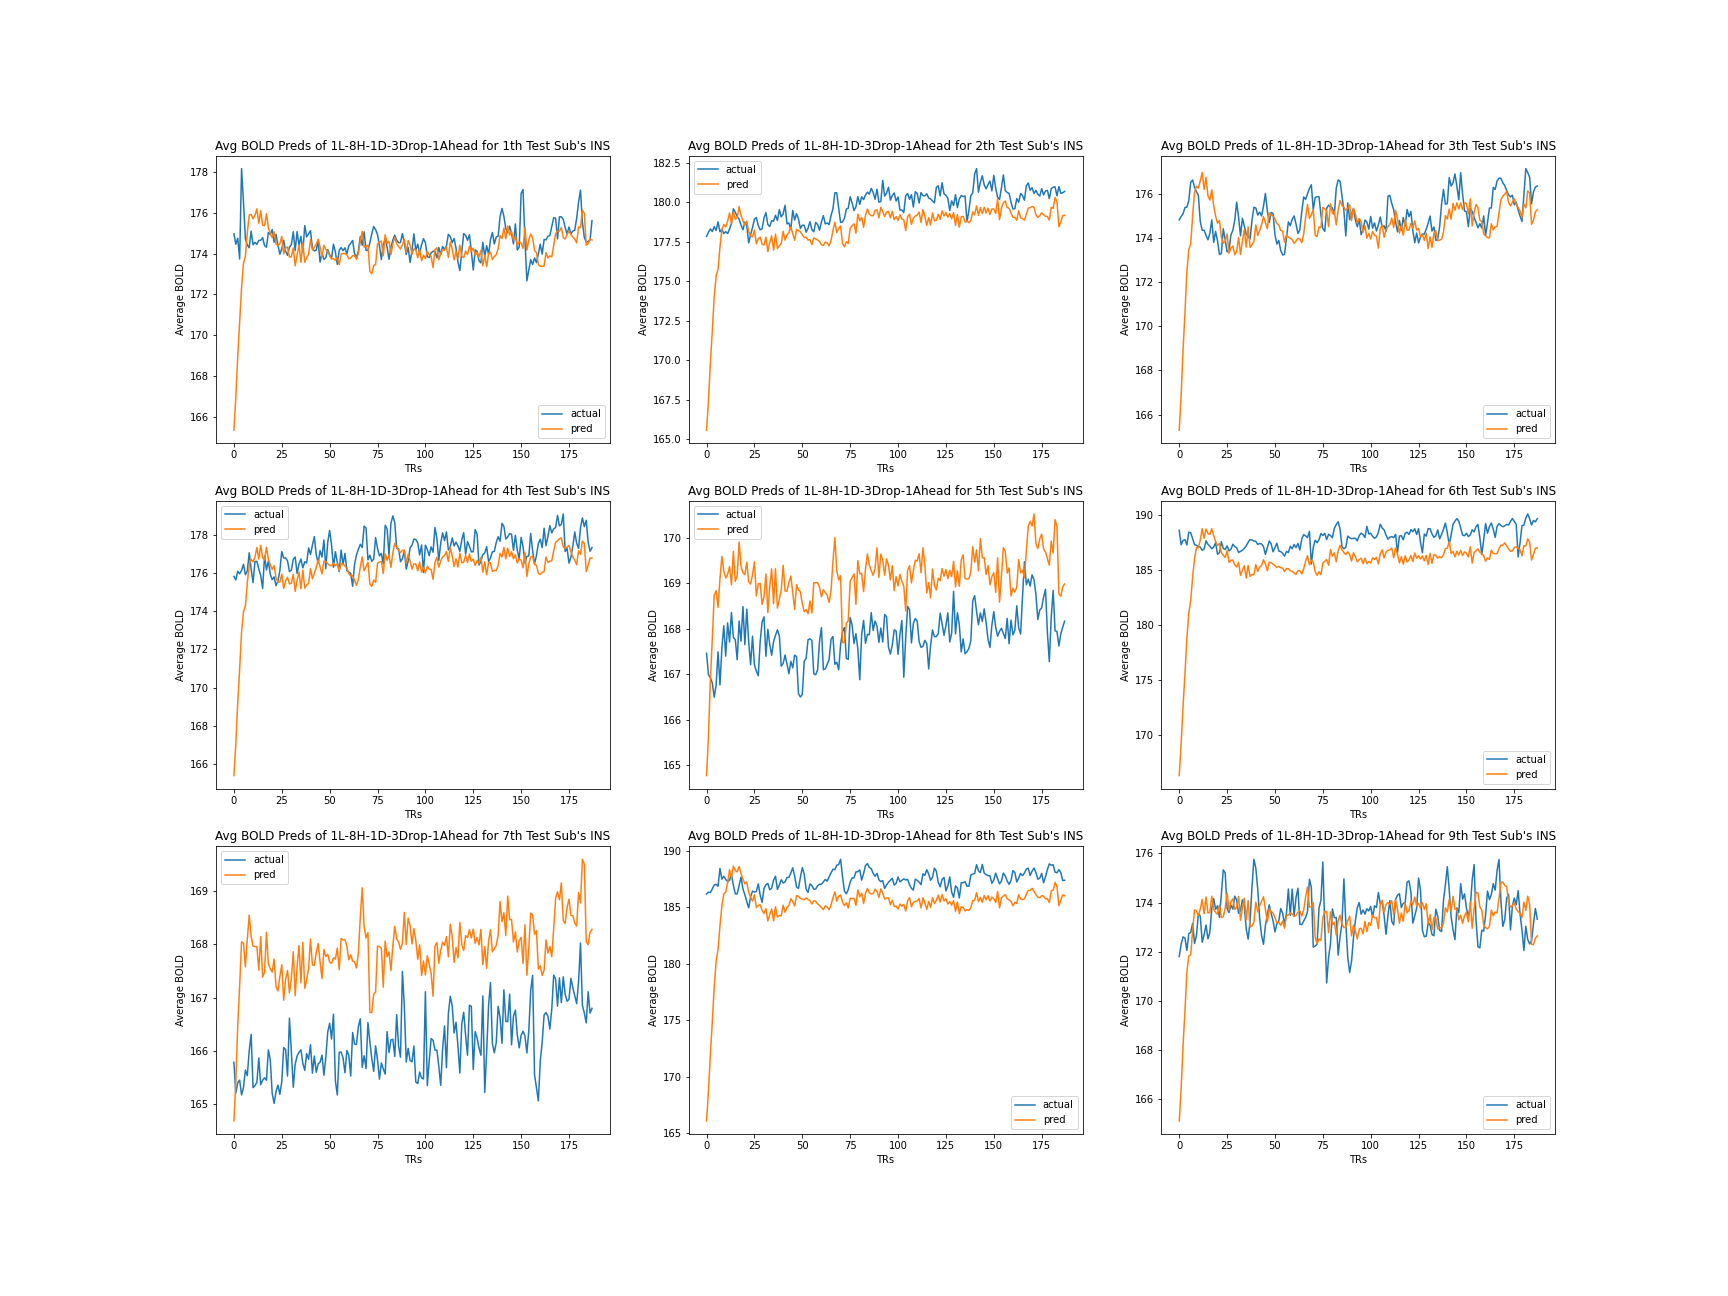 Avg BOLD Preds of 1L-8H-1D-3Drop-1Ahead for 1th Test Sub's INS
178
176
174
172
170
168
166
Average BOLD
actual
pred
0 25 50 75 100 125 150 175
TRs
Avg BOLD Preds of 1L-8H-1D-3Drop-1Ahead for 2th Test Sub's INS
182.5
180.0
177.5
175.0
172.5
170.0
167.5
165.0
Average BOLD
actual
pred
0 25 50 75 100 125 150 175
TRs
Avg BOLD Preds of 1L-8H-1D-3Drop-1Ahead for 3th Test Sub's INS
176
174
172
170
168
166
Average BOLD
actual
pred
0 25 50 75 100 125 150 175
TRs
Avg BOLD Preds of 1L-8H-1D-3Drop-1Ahead for 4th Test Sub's INS
178
176
174
172
170
168
166
Average BOLD
actual
pred
0 25 50 75 100 125 150 175
TRs
Avg BOLD Preds of 1L-8H-1D-3Drop-1Ahead for 5th Test Sub's INS
170
169
168
167
166
165
Average BOLD
actual
pred
0 25 50 75 100 125 150 175
TRs
Avg BOLD Preds of 1L-8H-1D-3Drop-1Ahead for 6th Test Sub's INS
190
185
180
175
170
Average BOLD
actual
pred
0 25 50 75 100 125 150 175
TRs
Avg BOLD Preds of 1L-8H-1D-3Drop-1Ahead for 7th Test Sub's INS
169
168
167
166
165
Average BOLD
actual
pred
0 25 50 75 100 125 150 175
TRs
Avg BOLD Preds of 1L-8H-1D-3Drop-1Ahead for 8th Test Sub's INS
190
185
180
175
170
165
Average BOLD
actual
pred
0 25 50 75 100 125 150 175
TRs
Avg BOLD Preds of 1L-8H-1D-3Drop-1Ahead for 9th Test Sub's INS
176
174
172
170
168
166
Average BOLD
actual
pred
0 25 50 75 100 125 150 175
TRs